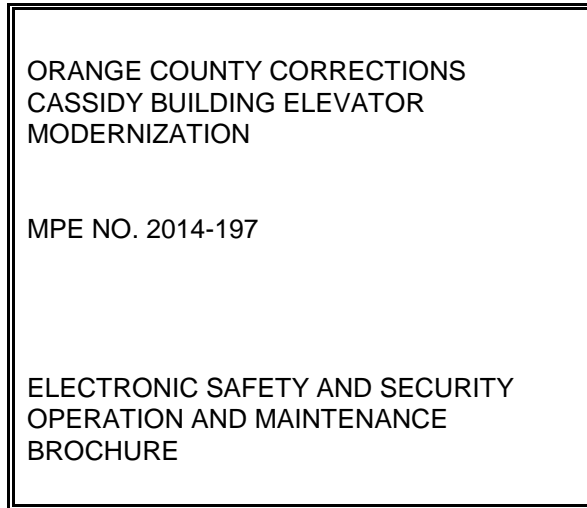 ORANGE COUNTY CORRECTIONS
CASSIDY BUILDING ELEVATOR
MODERNIZATION
MPE NO. 2014-197
ELECTRONIC SAFETY AND SECURITY
OPERATION AND MAINTENANCE
BROCHURE